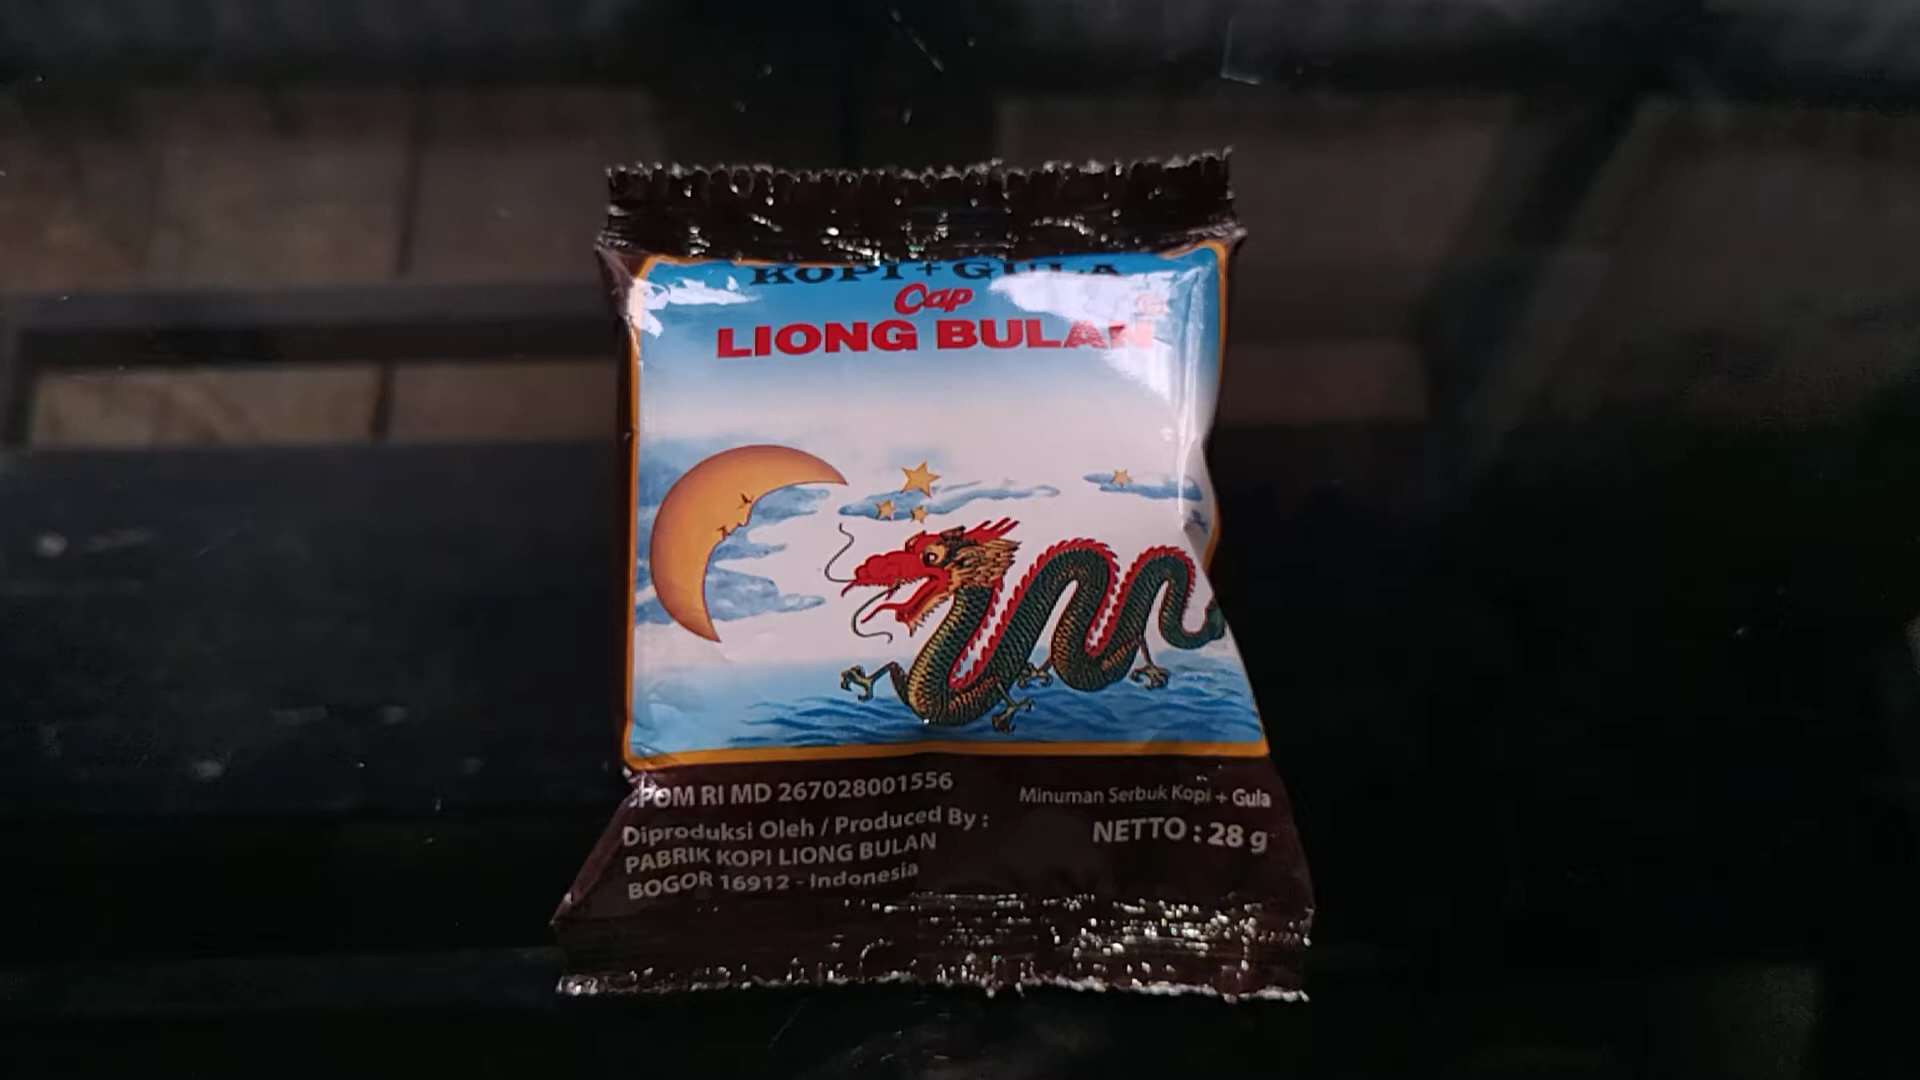 KOPI + GULA
Cap
LIONG BULAN
BPOM RI MD 267028001556
Diproduksi Oleh / Produced By :
PABRIK KOPI LIONG BULAN
BOGOR 16912 - Indonesia
Minuman Serbuk Kopi + Gula
NETTO : 28 g